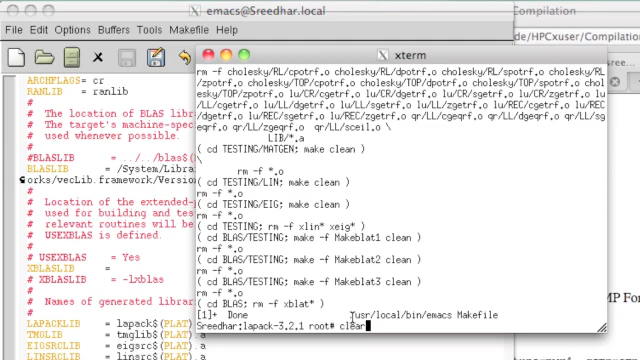 emacs@Sreedhar.local
Compilation
File Edit Options Buffers Tools Makefile Help
de/HPCxuser/Compilation
xterm
ARCHFLAGS= cr
RANLIB = ranlib
#
# The location of BLAS librar
# The target's machine-spec
# used whenever possible.
#
#BLASLIB = ../../blas$(
BLASLIB = /System/Librar
orks/vecLib.framework/Version
#
# Location of the extended-p
# used for building and test
# relevant routines will be
# USEXBLAS is defined.
#
# USEXBLAS = Yes
XBLASLIB =
# XBLASLIB = -lxblas
#
# Names of generated librar
LAPACKLIB = lapack$(PLAT).a
TMGLIB = tmglib$(PLAT).a
EIGSRCLIB = eigsrc$(PLAT).a
LINSRCLIB = linsrc$(PLAT).a
rm -f cholesky/RL/cpotrf.o cholesky/RL/dpotrf.o cholesky/RL/spotrf.o cholesky/RL
/zpotrf.o cholesky/TOP/cpotrf.o cholesky/TOP/dpotrf.o cholesky/TOP/spotrf.o chol
esky/TOP/zpotrf.o lu/CR/cgetrf.o lu/CR/dgetrf.o lu/CR/sgetrf.o lu/CR/zgetrf.o lu
/LL/cgetrf.o lu/LL/dgetrf.o lu/LL/sgetrf.o lu/LL/zgetrf.o lu/REC/cgetrf.o lu/REC
/dgetrf.o lu/REC/sgetrf.o lu/REC/zgetrf.o qr/LL/cgeqrf.o qr/LL/dgeqrf.o qr/LL/sg
eqrf.o qr/LL/zgeqrf.o qr/LL/sceil.o \
LIB/*.a
( cd TESTING/MATGEN; make clean )
\
rm -f *.o
( cd TESTING/LIN; make clean )
rm -f *.o
( cd TESTING/EIG; make clean )
rm -f *.o
( cd TESTING; rm -f xlin* xeig* )
( cd BLAS/TESTING; make -f Makeblat1 clean )
rm -f *.o
( cd BLAS/TESTING; make -f Makeblat2 clean )
rm -f *.o
( cd BLAS/TESTING; make -f Makeblat3 clean )
rm -f *.o
( cd BLAS; rm -f xblat* )
[1]+ Done /usr/local/bin/emacs Makefile
Sreedhar:lapack-3.2.1 root# clear
sree...
MP For